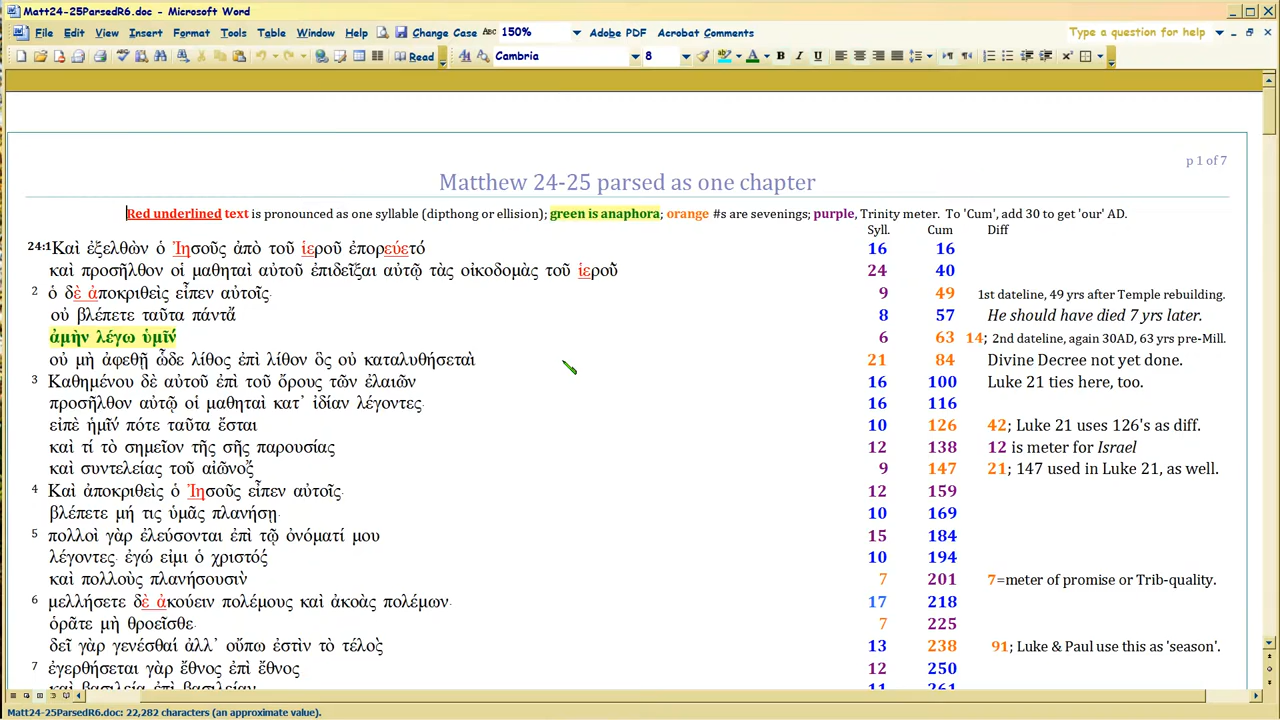 Matt24-25ParsedR6.doc - Microsoft Word
File Edit View Insert Format Tools Table Window Help Change Case 150% Adobe PDF Acrobat Comments Type a question for help
Read Cambria 8 B I U
p 1 of 7
Matthew 24-25 parsed as one chapter
Red underlined text is pronounced as one syllable (dipthong or ellision); green is anaphora; orange #s are sevenings; purple, Trinity meter. To 'Cum', add 30 to get 'our' AD.
Syll. Cum Diff
24:1 Καὶ ἐξελθὼν ὁ Ἰησοῦς ἀπὸ τοῦ ἱεροῦ ἐπορεύετό 16 16
καὶ προσῆλθον οἱ μαθηταὶ αὐτοῦ ἐπιδεῖξαι αὐτῷ τὰς οἰκοδομὰς τοῦ ἱεροῦ 24 40
2 ὁ δὲ ἀποκριθεὶς εἶπεν αὐτοῖς· 9 49 1st dateline, 49 yrs after Temple rebuilding.
οὐ βλέπετε ταῦτα πάντᾶ 8 57 He should have died 7 yrs later.
ἀμὴν λέγω ὑμῖν 6 63 14; 2nd dateline, again 30AD, 63 yrs pre-Mill.
οὐ μὴ ἀφεθῇ ὧδε λίθος ἐπὶ λίθον ὃς οὐ καταλυθήσεταὶ 21 84 Divine Decree not yet done.
3 Καθημένου δὲ αὐτοῦ ἐπὶ τοῦ ὄρους τῶν ἐλαιῶν 16 100 Luke 21 ties here, too.
προσῆλθον αὐτῷ οἱ μαθηταὶ κατ᾽ ἰδίαν λέγοντες· 16 116
εἰπὲ ἡμῖν πότε ταῦτα ἔσται 10 126 42; Luke 21 uses 126's as diff.
καὶ τί τὸ σημεῖον τῆς σῆς παρουσίας 12 138 12 is meter for Israel
καὶ συντελείας τοῦ αἰῶνοξ 9 147 21; 147 used in Luke 21, as well.
4 Καὶ ἀποκριθεὶς ὁ Ἰησοῦς εἶπεν αὐτοῖς· 12 159
βλέπετε μή τις ὑμᾶς πλανήσῃ 10 169
5 πολλοὶ γὰρ ἐλεύσονται ἐπὶ τῷ ὀνόματί μου 15 184
λέγοντες· ἐγώ εἰμι ὁ χριστός 10 194
καὶ πολλοὺς πλανήσουσιν 7 201 7=meter of promise or Trib-quality.
6 μελλήσετε δὲ ἀκούειν πολέμους καὶ ἀκοὰς πολέμων· 17 218
ὁρᾶτε μὴ θροεῖσθε 7 225
δεῖ γὰρ γενέσθαί ἀλλ᾽ οὔπω ἐστὶν τὸ τέλος 13 238 91; Luke & Paul use this as 'season'.
7 ἐγερθήσεται γὰρ ἔθνος ἐπὶ ἔθνος 12 250
καὶ βασιλεία ἐπὶ βασιλείαν 11 261
Matt24-25ParsedR6.doc: 22,282 characters (an approximate value).